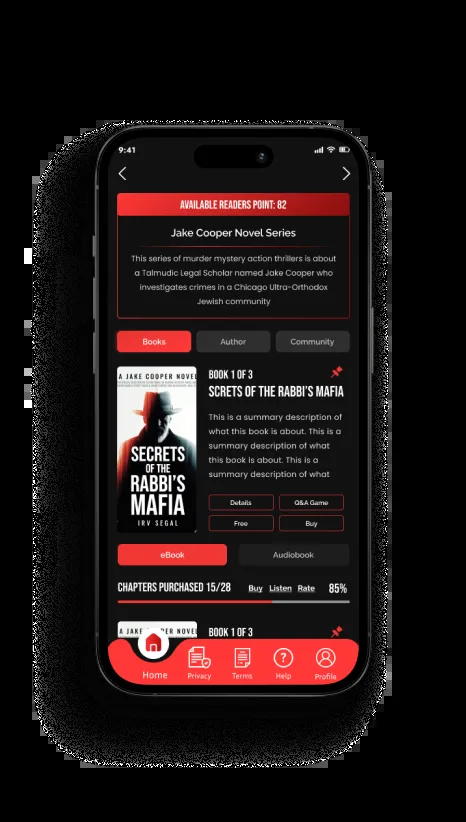 9:41
AVAILABLE READERS POINT: 82
Jake Cooper Novel Series
This series of murder mystery action thrillers is about
a Talmudic Legal Scholar named Jake Cooper who
investigates crimes in a Chicago Ultra-Orthodox
Jewish community
Books Author Community
A JAKE COOPER NOVEL
SECRETS
OF THE
RABBI'S
MAFIA
IRV SEGAL
BOOK 1 OF 3
SCRETS OF THE RABBI'S MAFIA
This is a summary description of
what this book is about. This is a
summary description of what
this book is about. This is a
summary description of what
Details Q&A Game
Free Buy
eBook Audiobook
CHAPTERS PURCHASED 15/28 Buy Listen Rate 85%
A JAKE PER NOVEL
BOOK 1 OF 3
Home Privacy Terms Help Profile